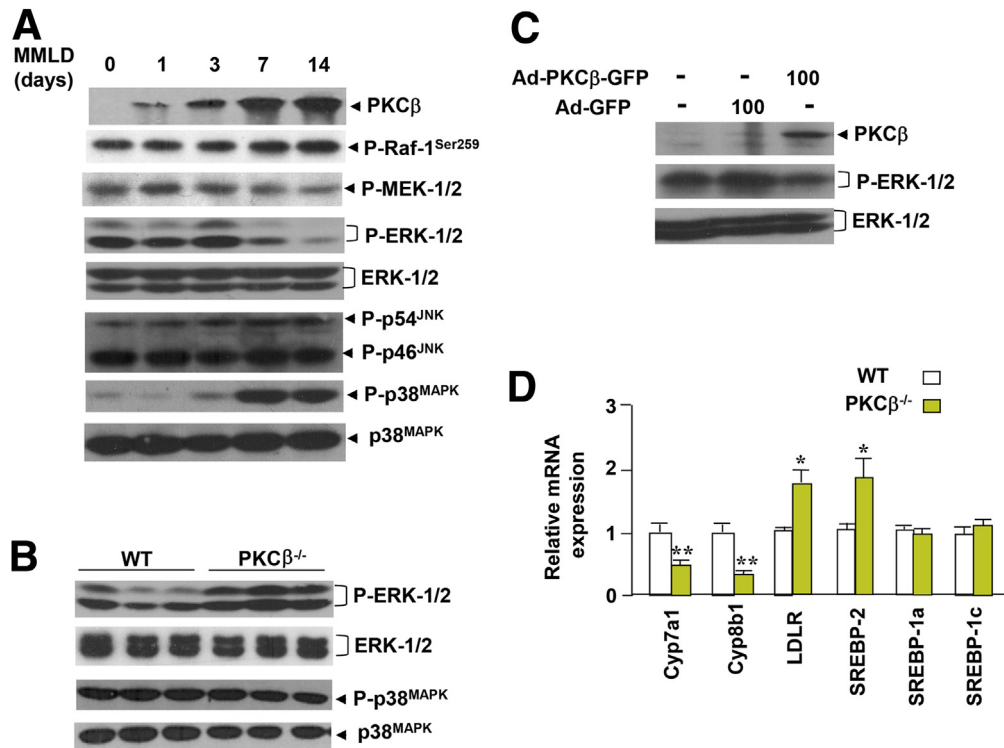 A
MMLD (days) 0 1 3 7 14
PKCβ
P-Raf-1Ser259
P-MEK-1/2
P-ERK-1/2
ERK-1/2
P-p54JNK
P-p46JNK
P-p38MAPK
p38MAPK
B
WT PKCβ-/-
P-ERK-1/2
ERK-1/2
P-p38MAPK
p38MAPK
C
Ad-PKCβ-GFP - - 100
Ad-GFP - 100 -
PKCβ
P-ERK-1/2
ERK-1/2
D
WT
PKCβ-/-
Relative mRNA expression
3
2
1
0
* *
** **
Cyp7a1
Cyp8b1
LDLR
SREBP-2
SREBP-1a
SREBP-1c